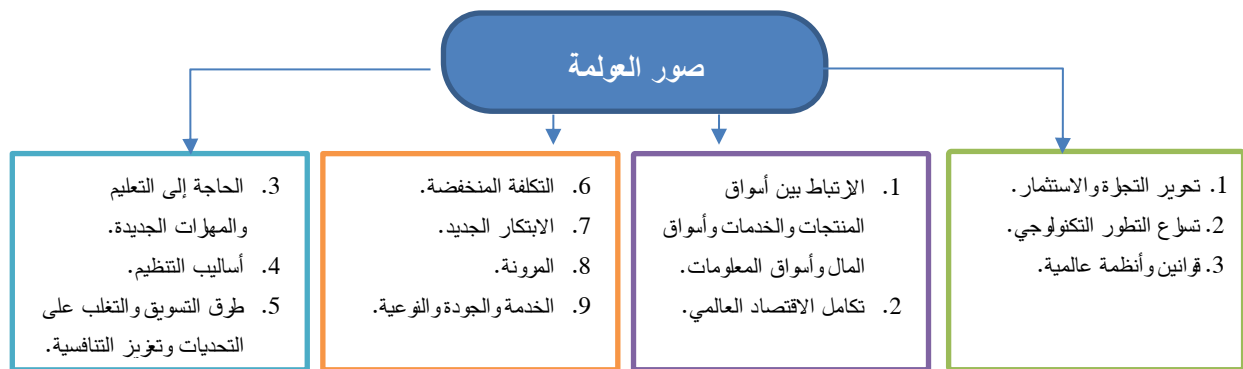 صور العولمة
1. تحرير التجارة والاستثمار.
2. تسارع التطور التكنولوجي.
3. قوانين وأنظمة عالمية.
1. الارتباط بين أسواق
المنتجات والخدمات وأسواق
المال وأسواق المعلومات.
2. تكامل الاقتصاد العالمي.
6. التكلفة المنخفضة.
7. الابتكار الجديد.
8. المرونة.
9. الخدمة والجودة والنوعية.
3. الحاجة إلى التعليم
والمهارات الجديدة.
4. أساليب التنظيم.
5. طرق التسويق والتغلب على
التحديات وتعزيز التنافسية.